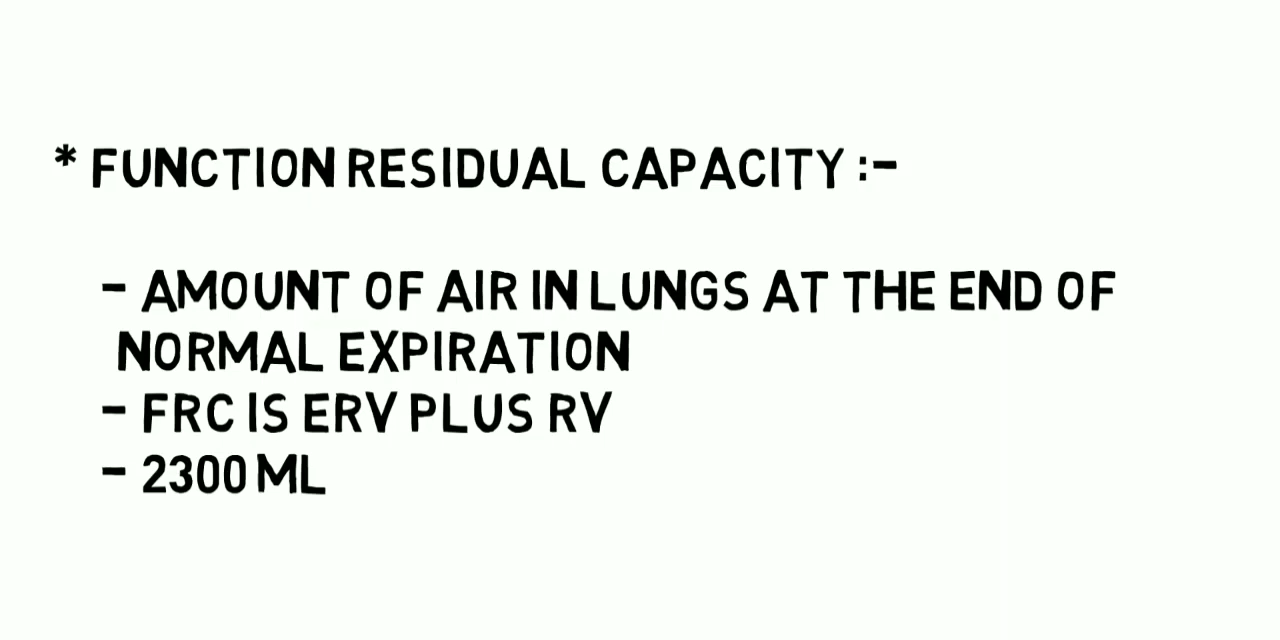 * FUNCTION RESIDUAL CAPACITY :-
- AMOUNT OF AIR IN LUNGS AT THE END OF
NORMAL EXPIRATION
- FRC IS ERV PLUS RV
- 2300 ML